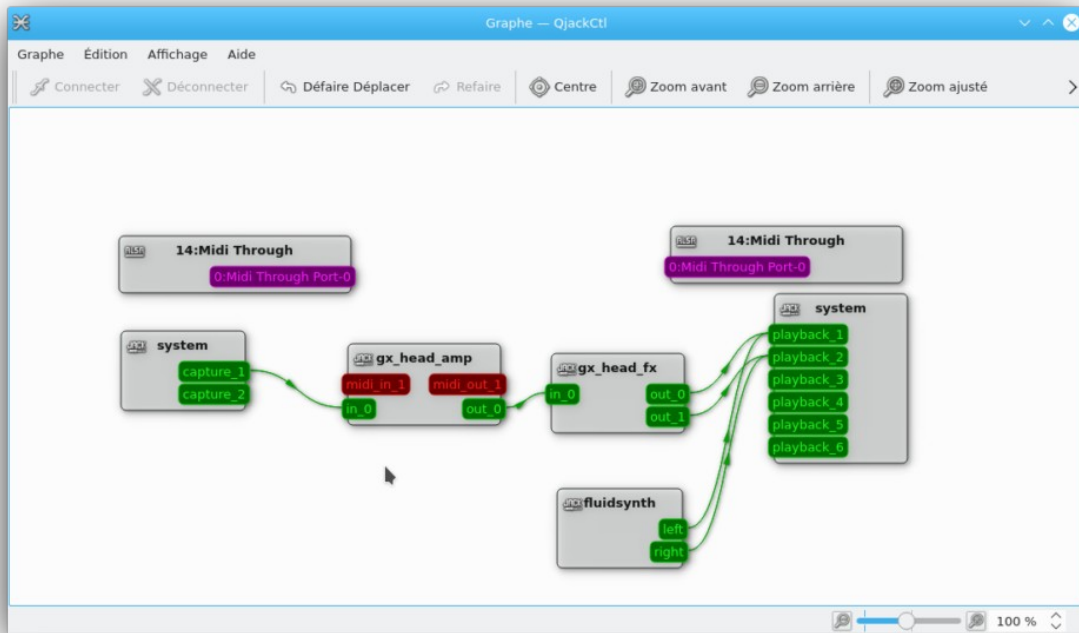 Graphe — QjackCtl
Graphe Édition Affichage Aide
Connecter Déconnecter Défaire Déplacer Refaire Centre Zoom avant Zoom arrière Zoom ajusté
14:Midi Through
0:Midi Through Port-0
14:Midi Through
0:Midi Through Port-0
system
capture_1
capture_2
gx_head_amp
midi_in_1 midi_out_1
in_0 out_0
gx_head_fx
in_0 out_0
out_1
system
playback_1
playback_2
playback_3
playback_4
playback_5
playback_6
fluidsynth
left
right
100 %